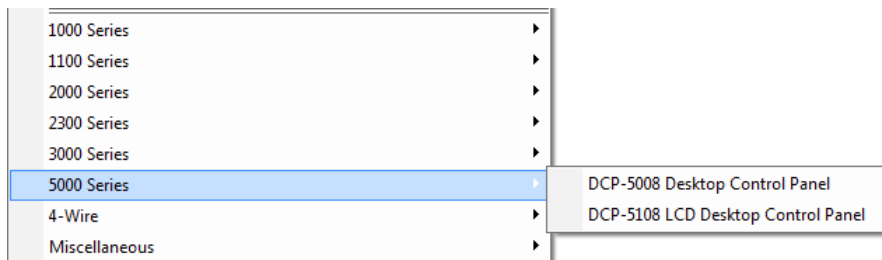 1000 Series
1100 Series
2000 Series
2300 Series
3000 Series
5000 Series
DCP-5008 Desktop Control Panel
DCP-5108 LCD Desktop Control Panel
4-Wire
Miscellaneous